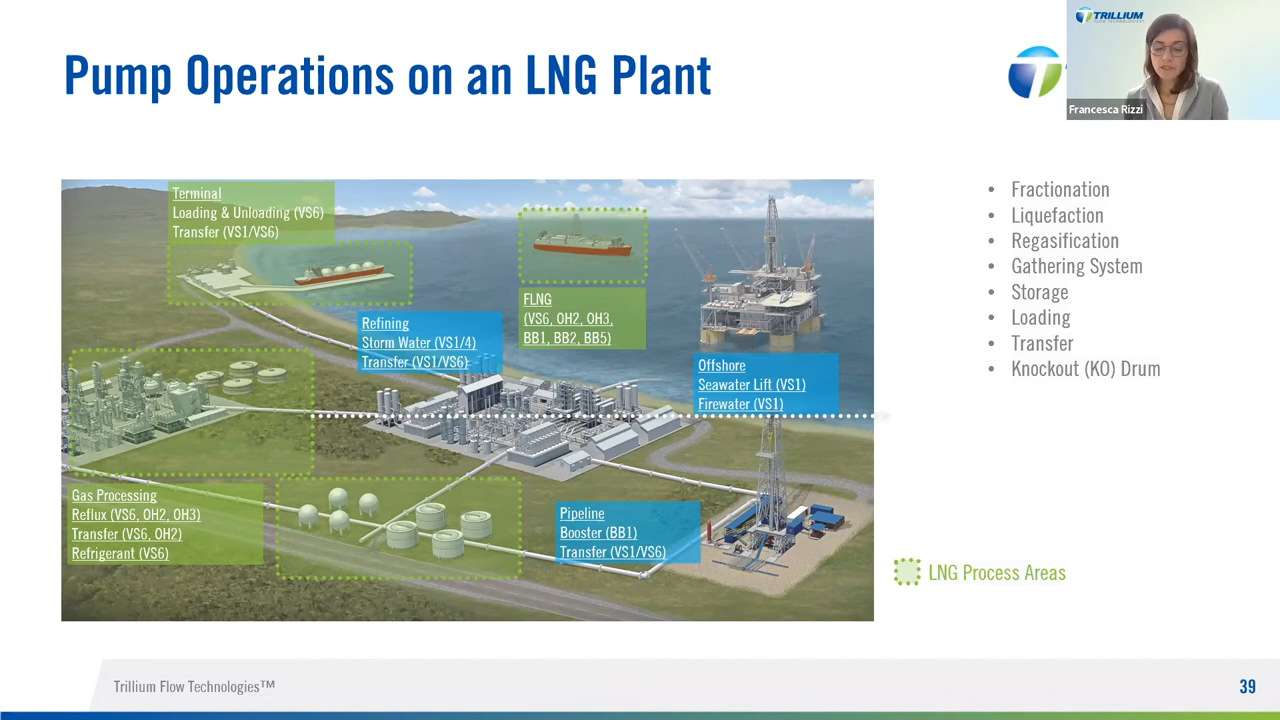 Pump Operations on an LNG Plant
TRILLIUM
FLOW TECHNOLOGIES
Francesca Rizzi
Terminal
Loading & Unloading (VS6)
Transfer (VS1/VS6)
Refining
Storm Water (VS1/4)
Transfer (VS1/VS6)
FLNG
(VS6, OH2, OH3,
BB1, BB2, BB5)
Offshore
Seawater Lift (VS1)
Firewater (VS1)
Gas Processing
Reflux (VS6, OH2, OH3)
Transfer (VS6, OH2)
Refrigerant (VS6)
Pipeline
Booster (BB1)
Transfer (VS1/VS6)
• Fractionation
• Liquefaction
• Regasification
• Gathering System
• Storage
• Loading
• Transfer
• Knockout (KO) Drum
LNG Process Areas
Trillium Flow Technologies™
39